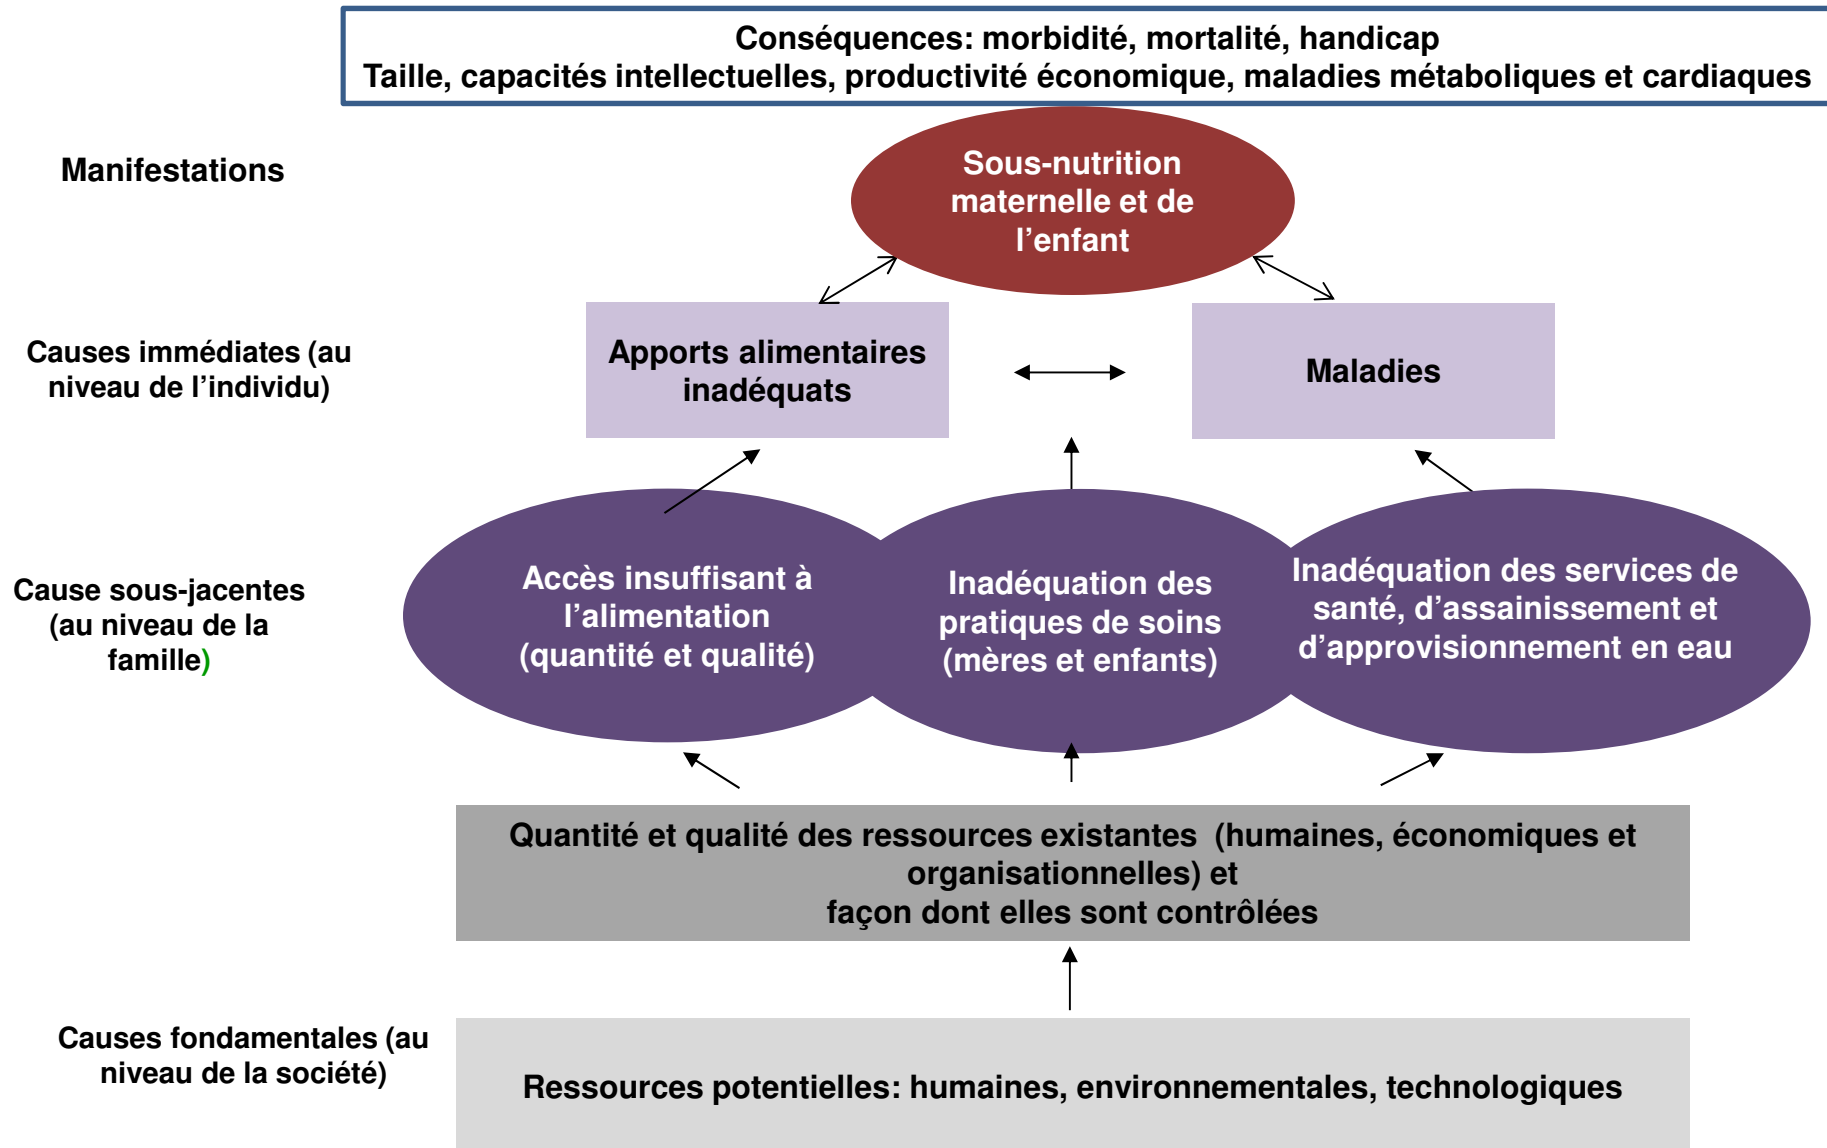 Conséquences: morbidité, mortalité, handicap
Taille, capacités intellectuelles, productivité économique, maladies métaboliques et cardiaques
Manifestations
Sous-nutrition
maternelle et de
l’enfant
Causes immédiates (au
niveau de l’individu)
Apports alimentaires
inadéquats
Maladies
Cause sous-jacentes
(au niveau de la
famille)
Accès insuffisant à
l’alimentation
(quantité et qualité)
Inadéquation des
pratiques de soins
(mères et enfants)
Inadéquation des services de
santé, d’assainissement et
d’approvisionnement en eau
Quantité et qualité des ressources existantes (humaines, économiques et
organisationnelles) et
façon dont elles sont contrôlées
Causes fondamentales (au
niveau de la société)
Ressources potentielles: humaines, environnementales, technologiques